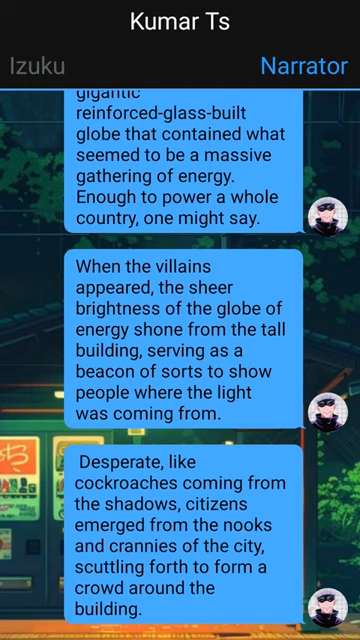 Kumar Ts
Izuku
Narrator
gigantic
reinforced-glass-built
globe that contained what
seemed to be a massive
gathering of energy.
Enough to power a whole
country, one might say.
When the villains
appeared, the sheer
brightness of the globe of
energy shone from the tall
building, serving as a
beacon of sorts to show
people where the light
was coming from.
Desperate, like
cockroaches coming from
the shadows, citizens
emerged from the nooks
and crannies of the city,
scuttling forth to form a
crowd around the
building.